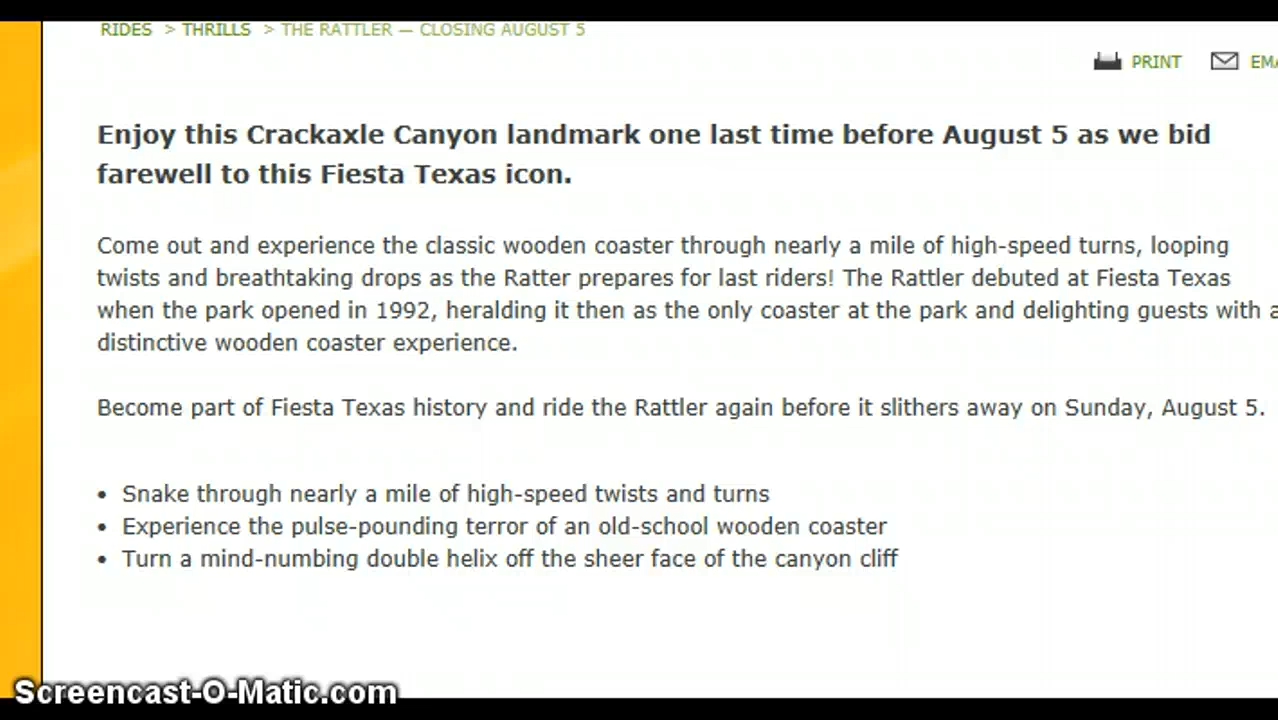 RIDES > THRILLS > THE RATTLER — CLOSING AUGUST 5
PRINT
Enjoy this Crackaxle Canyon landmark one last time before August 5 as we bid
farewell to this Fiesta Texas icon.
Come out and experience the classic wooden coaster through nearly a mile of high-speed turns, looping
twists and breathtaking drops as the Ratter prepares for last riders! The Rattler debuted at Fiesta Texas
when the park opened in 1992, heralding it then as the only coaster at the park and delighting guests with a
distinctive wooden coaster experience.
Become part of Fiesta Texas history and ride the Rattler again before it slithers away on Sunday, August 5.
• Snake through nearly a mile of high-speed twists and turns
• Experience the pulse-pounding terror of an old-school wooden coaster
• Turn a mind-numbing double helix off the sheer face of the canyon cliff
Screencast-O-Matic.com